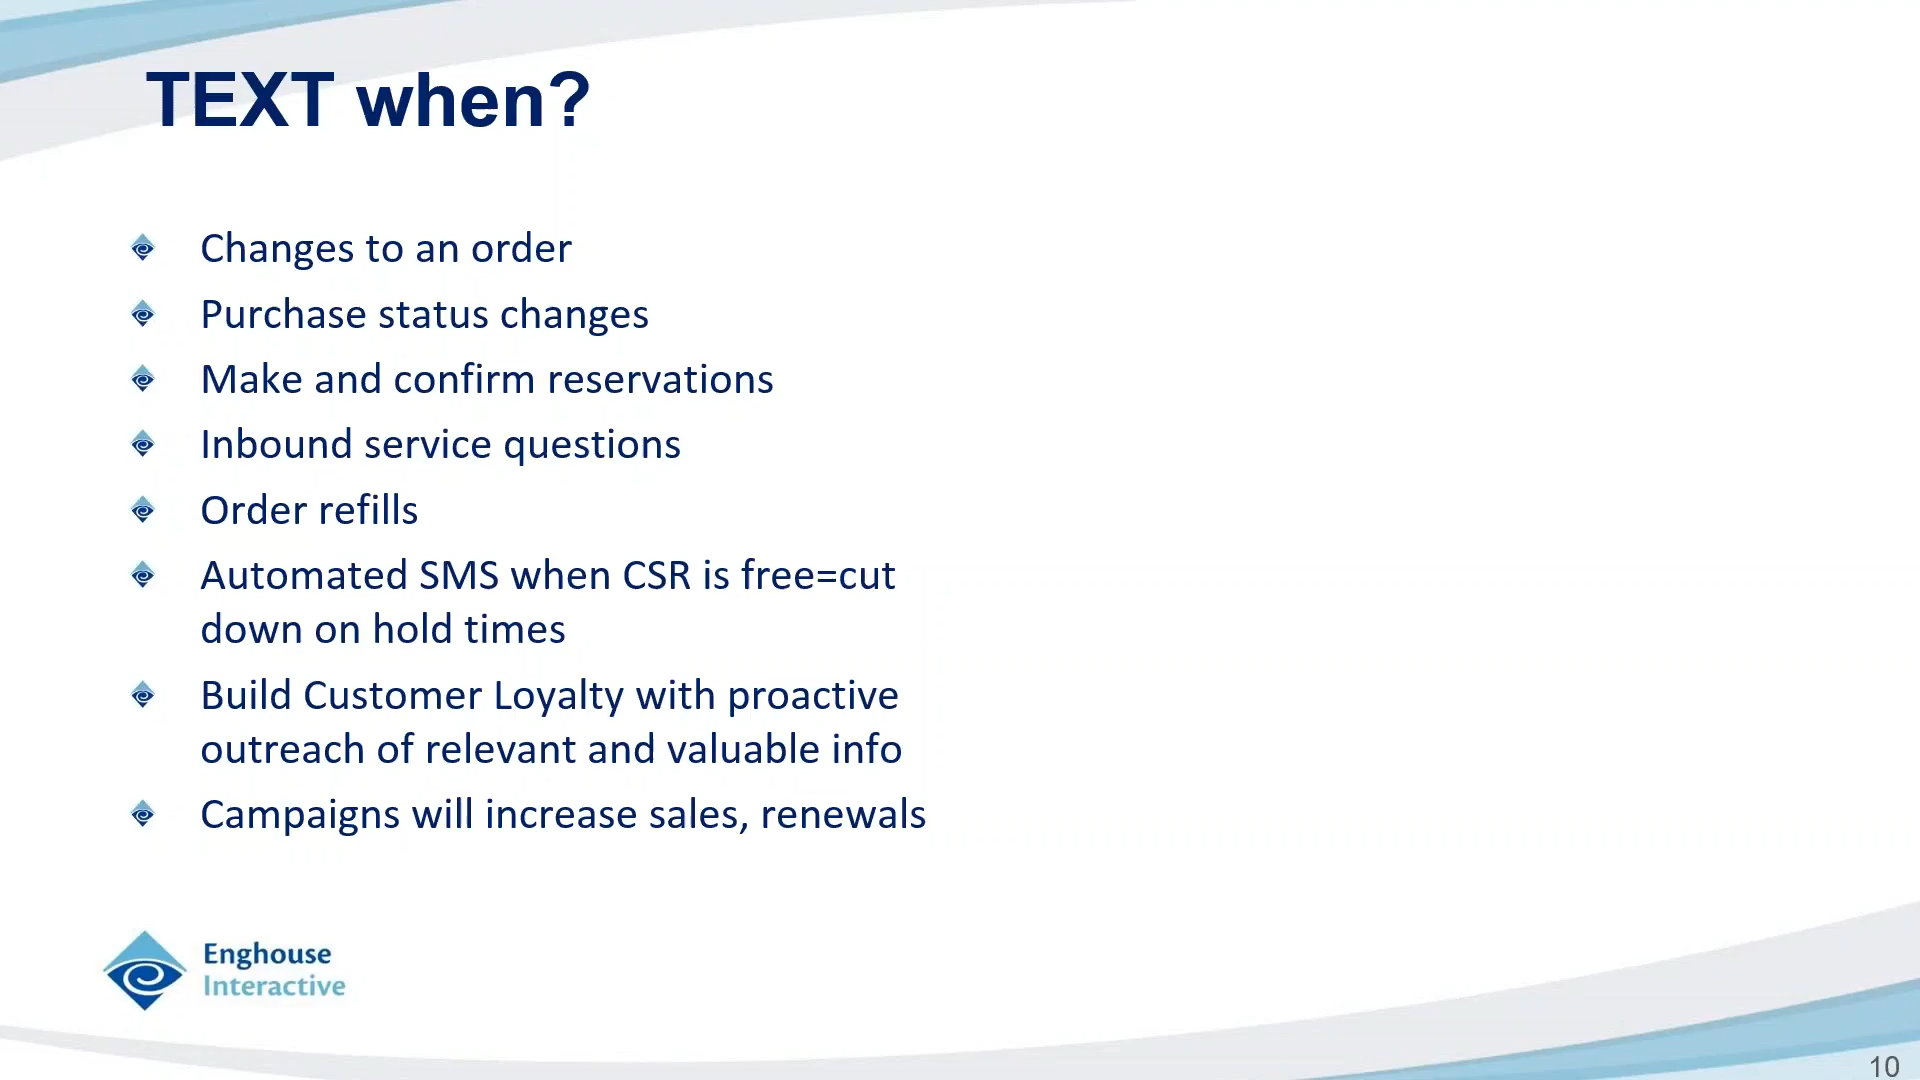 TEXT when?
Changes to an order
Purchase status changes
Make and confirm reservations
Inbound service questions
Order refills
Automated SMS when CSR is free=cut
down on hold times
Build Customer Loyalty with proactive
outreach of relevant and valuable info
Campaigns will increase sales, renewals
Enghouse
Interactive
10